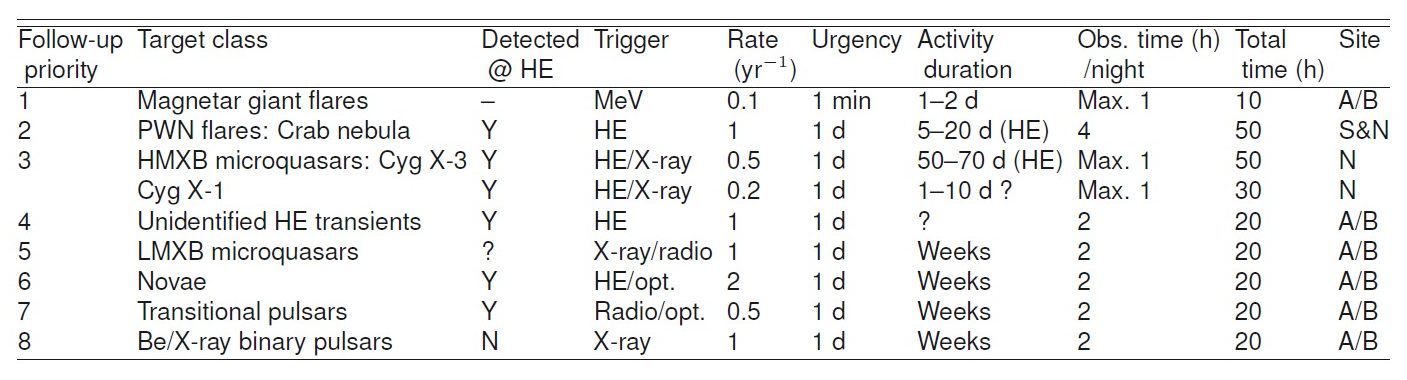 Follow-up Target class Detected Trigger Rate Urgency Activity Obs. time (h) Total Site
priority @ HE (yr−1) duration /night time (h)
1 Magnetar giant flares – MeV 0.1 1 min 1–2 d Max. 1 10 A/B
2 PWN flares: Crab nebula Y HE 1 1 d 5–20 d (HE) 4 50 S&N
3 HMXB microquasars: Cyg X-3 Y HE/X-ray 0.5 1 d 50–70 d (HE) Max. 1 50 N
Cyg X-1 Y HE/X-ray 0.2 1 d 1–10 d ? Max. 1 30 N
4 Unidentified HE transients Y HE 1 1 d ? 2 20 A/B
5 LMXB microquasars ? X-ray/radio 1 1 d Weeks 2 20 A/B
6 Novae Y HE/opt. 2 1 d Weeks 2 20 A/B
7 Transitional pulsars Y Radio/opt. 0.5 1 d Weeks 2 20 A/B
8 Be/X-ray binary pulsars N X-ray 1 1 d Weeks 2 20 A/B